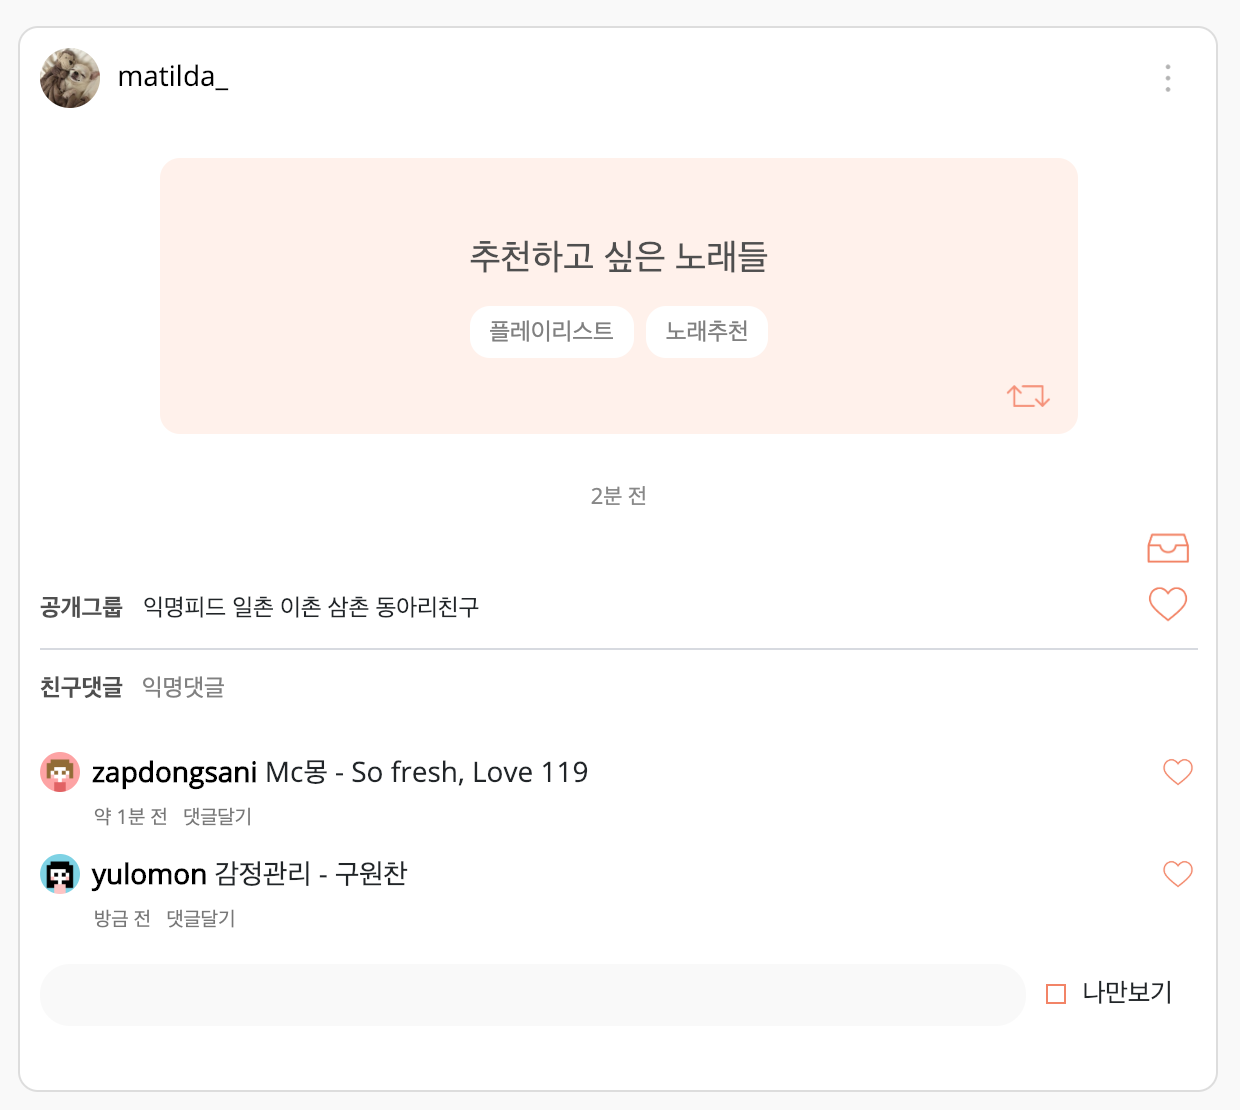 matilda_
추천하고 싶은 노래들
플레이리스트 노래추천
2분 전
공개그룹 익명피드 일촌 이촌 삼촌 동아리친구
친구댓글 익명댓글
zapdongsani Mc몽 - So fresh, Love 119
약 1분 전 댓글달기
yulomon 감정관리 - 구원찬
방금 전 댓글달기
나만보기